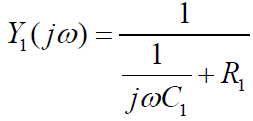 Y₁(jω) = 1 / (1 / (jωC₁) + R₁)